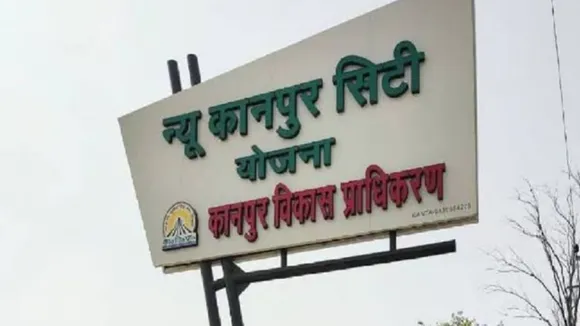 न्यू कानपुर सिटी
योजना
कानपुर विकास प्राधिकरण